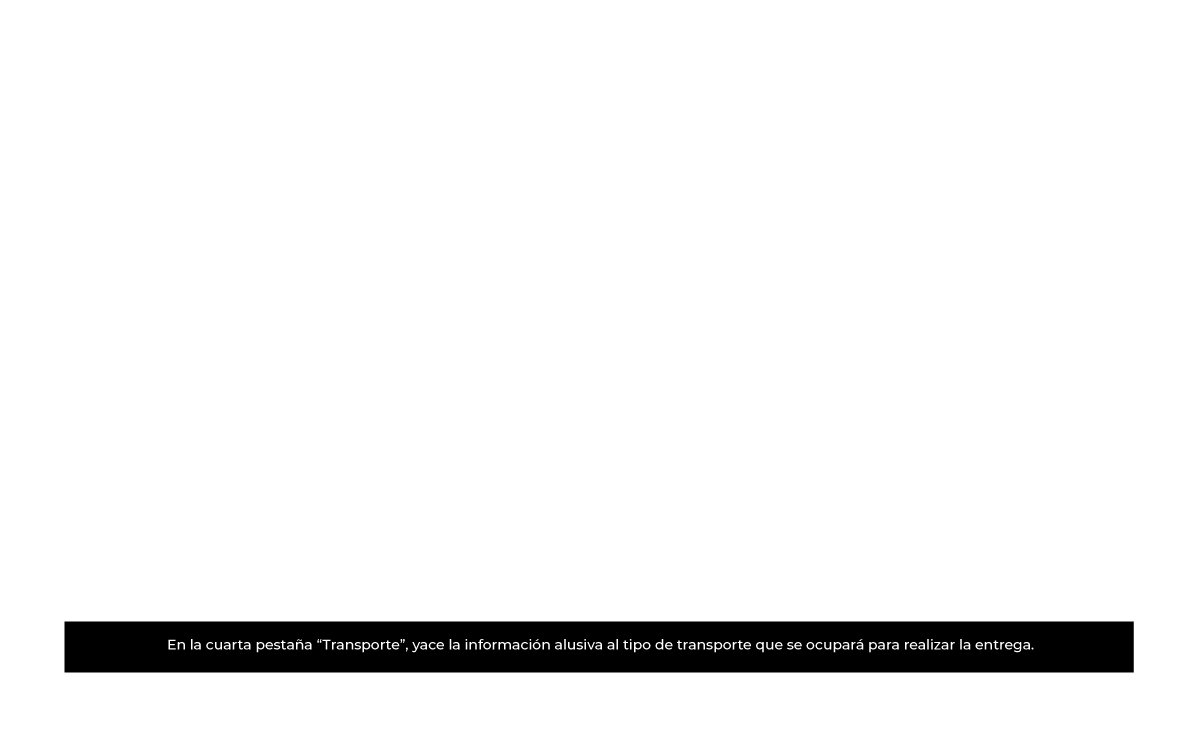 En la cuarta pestaña “Transporte”, yace la información alusiva al tipo de transporte que se ocupará para realizar la entrega.